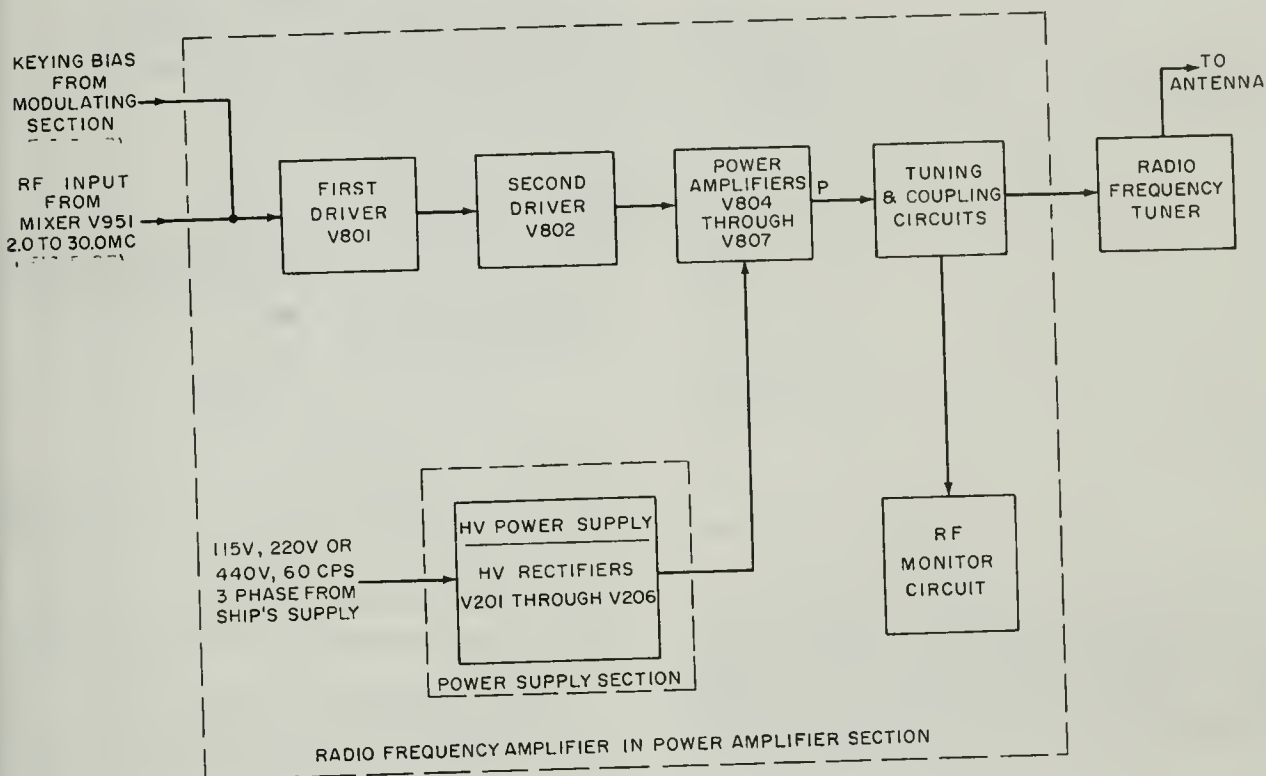 KEYING BIAS
FROM
MODULATING
SECTION
RF INPUT
FROM
MIXER V951
2.0 TO 30.0MC
FIRST
DRIVER
V801
SECOND
DRIVER
V802
POWER
AMPLIFIERS
V804
THROUGH
V807
P
TUNING
& COUPLING
CIRCUITS
RADIO
FREQUENCY
TUNER
TO
ANTENNA
115V, 220V OR
440V, 60 CPS
3 PHASE FROM
SHIP'S SUPPLY
HV POWER SUPPLY
HV RECTIFIERS
V201 THROUGH V206
POWER SUPPLY SECTION
RF
MONITOR
CIRCUIT
RADIO FREQUENCY AMPLIFIER IN POWER AMPLIFIER SECTION